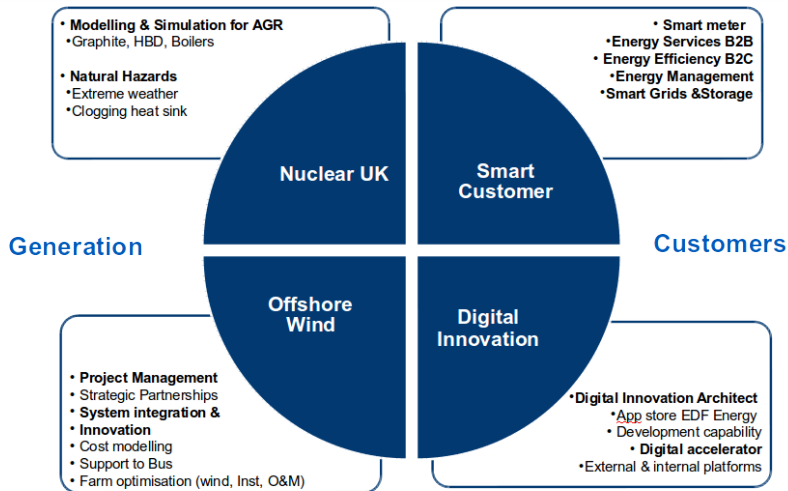 • Modelling & Simulation for AGR
•Graphite, HBD, Boilers
• Natural Hazards
•Extreme weather
•Clogging heat sink
• Smart meter
•Energy Services B2B
• Energy Efficiency B2C
•Energy Management
•Smart Grids &Storage
Nuclear UK
Smart
Customer
Generation
Customers
Offshore
Wind
Digital
Innovation
• Project Management
• Strategic Partnerships
• System integration &
• Innovation
• Cost modelling
• Support to Bus
• Farm optimisation (wind, Inst, O&M)
•Digital Innovation Architect
•App store EDF Energy
• Development capability
• Digital accelerator
•External & internal platforms